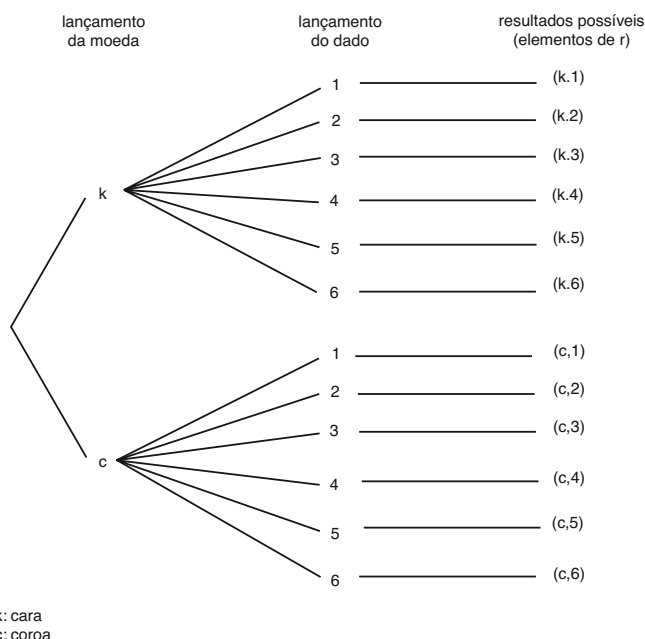 lançamento da moeda
lançamento do dado
resultados possíveis (elementos de r)
k
1 (k.1)
2 (k.2)
3 (k.3)
4 (k.4)
5 (k.5)
6 (k.6)
c
1 (c,1)
2 (c,2)
3 (c,3)
4 (c,4)
5 (c,5)
6 (c,6)
k: cara
c: coroa